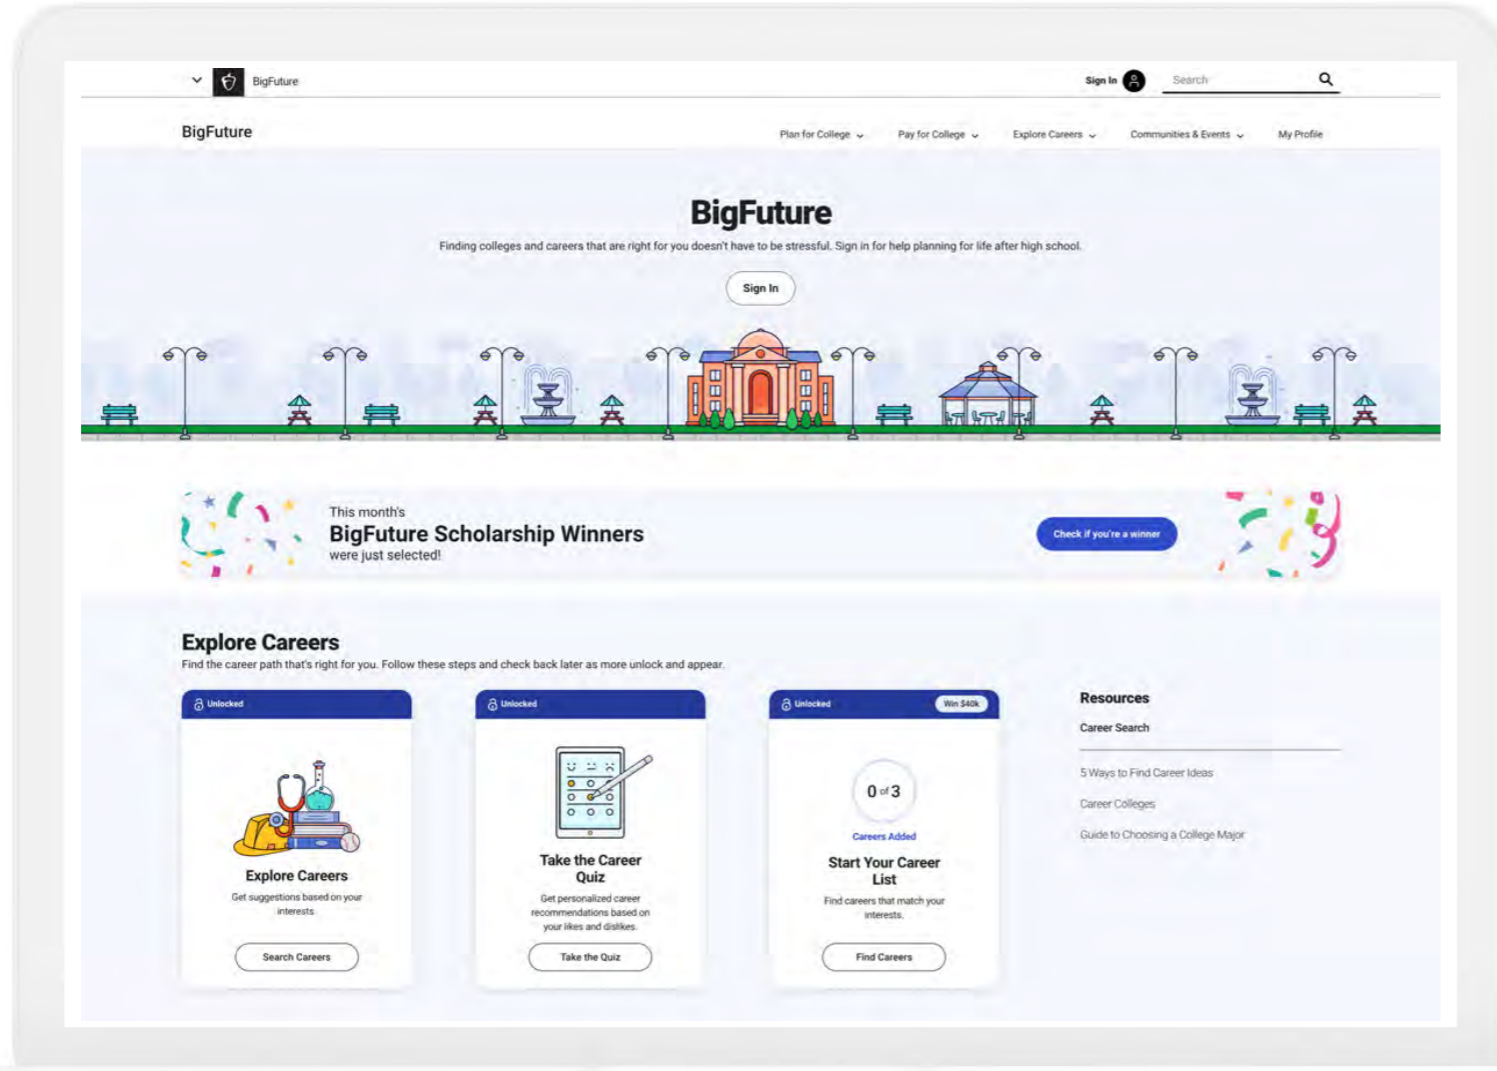 BigFuture
Sign In
Search
BigFuture
Plan for College
Pay for College
Explore Careers
Communities & Events
My Profile
BigFuture
Finding colleges and careers that are right for you doesn't have to be stressful. Sign in for help planning for life after high school.
Sign In
This month's
BigFuture Scholarship Winners
were just selected!
Check if you're a winner
Explore Careers
Find the career path that's right for you. Follow these steps and check back later as more unlock and appear.
Unlocked
Explore Careers
Get suggestions based on your
interests
Search Careers
Unlocked
Take the Career
Quiz
Get personalized career
recommendations based on
your likes and dislikes.
Take the Quiz
Unlocked
Win $40k
0 of 3
Careers Added
Start Your Career
List
Find careers that match your
interests.
Find Careers
Resources
Career Search
5 Ways to Find Career Ideas
Career Colleges
Guide to Choosing a College Major